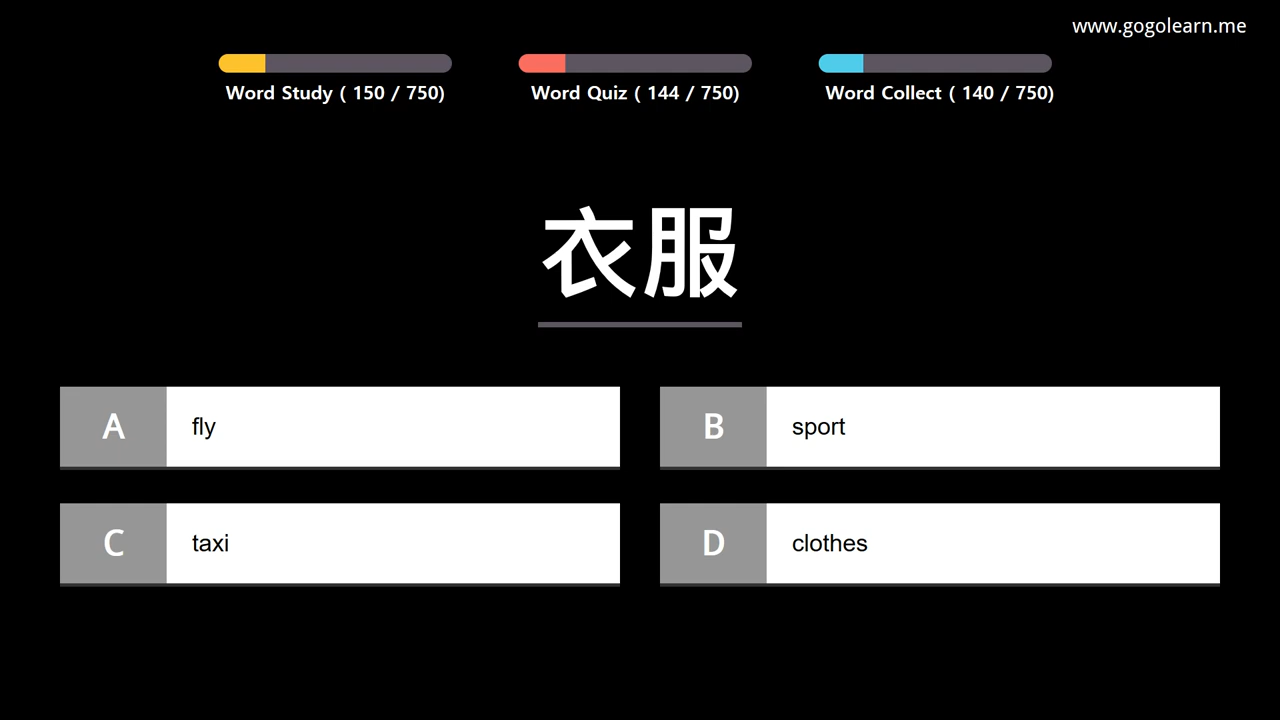 www.gogolearn.me
Word Study ( 150 / 750)
Word Quiz ( 144 / 750)
Word Collect ( 140 / 750)
衣服
A fly
B sport
C taxi
D clothes